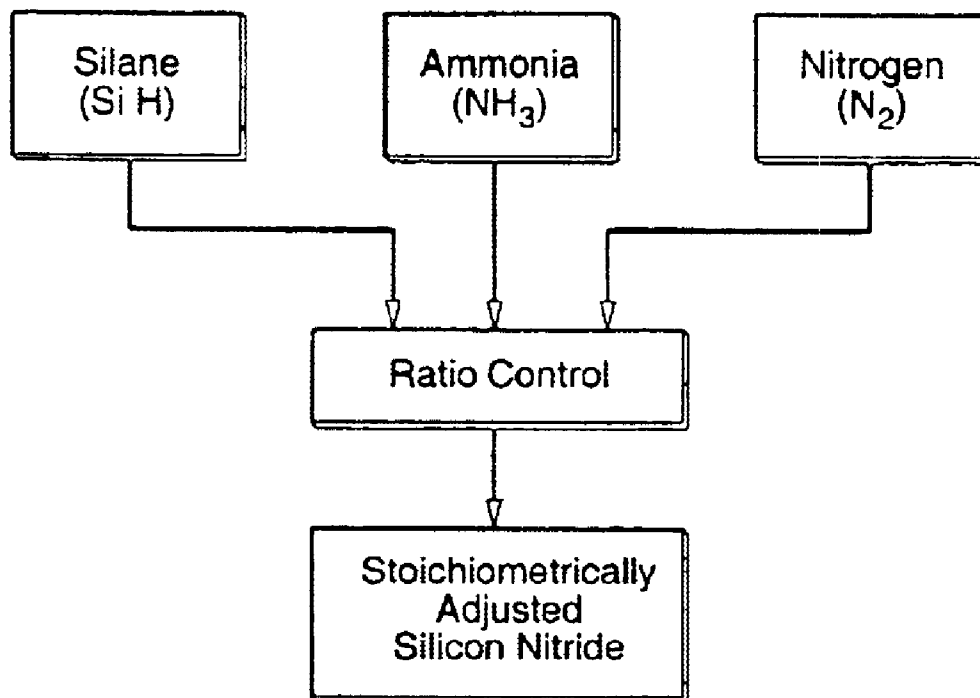 Silane
(Si H)
Ammonia
(NH₃)
Nitrogen
(N₂)
Ratio Control
Stoichiometrically
Adjusted
Silicon Nitride